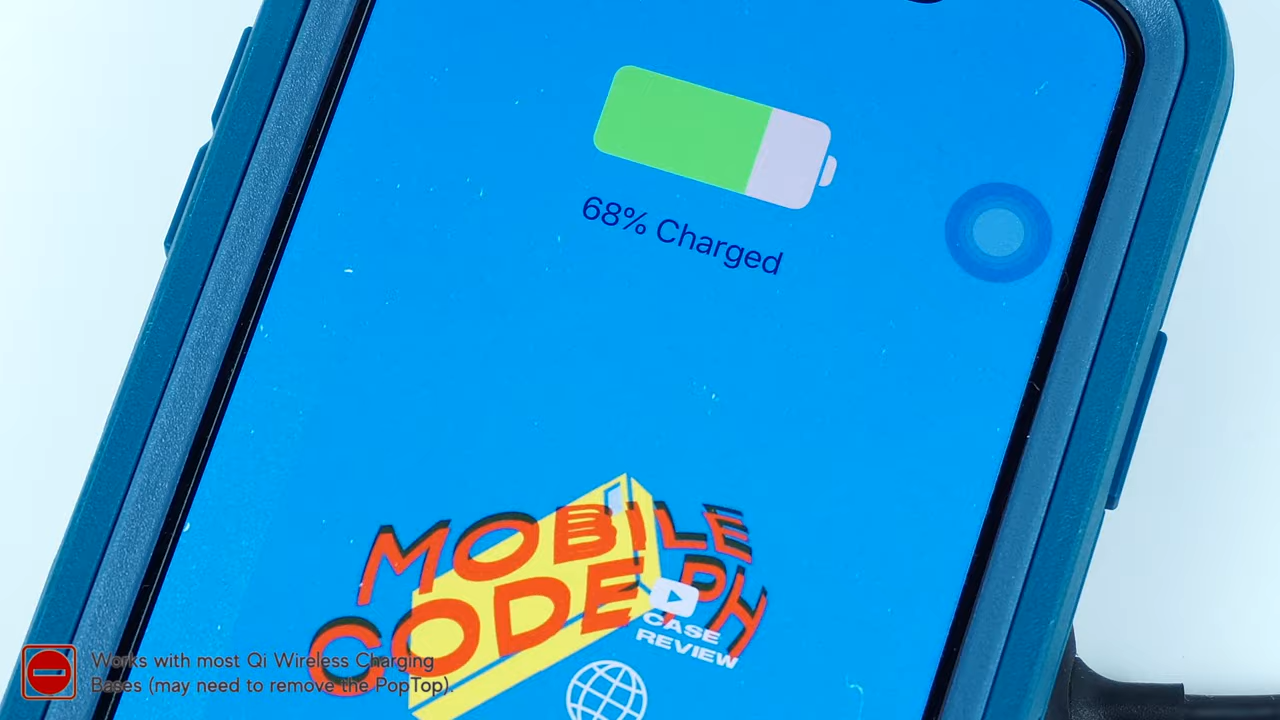 68% Charged
MOBILE
CODE PH
CASE
REVIEW
Works with most Qi Wireless Charging
Bases (may need to remove the PopTop).